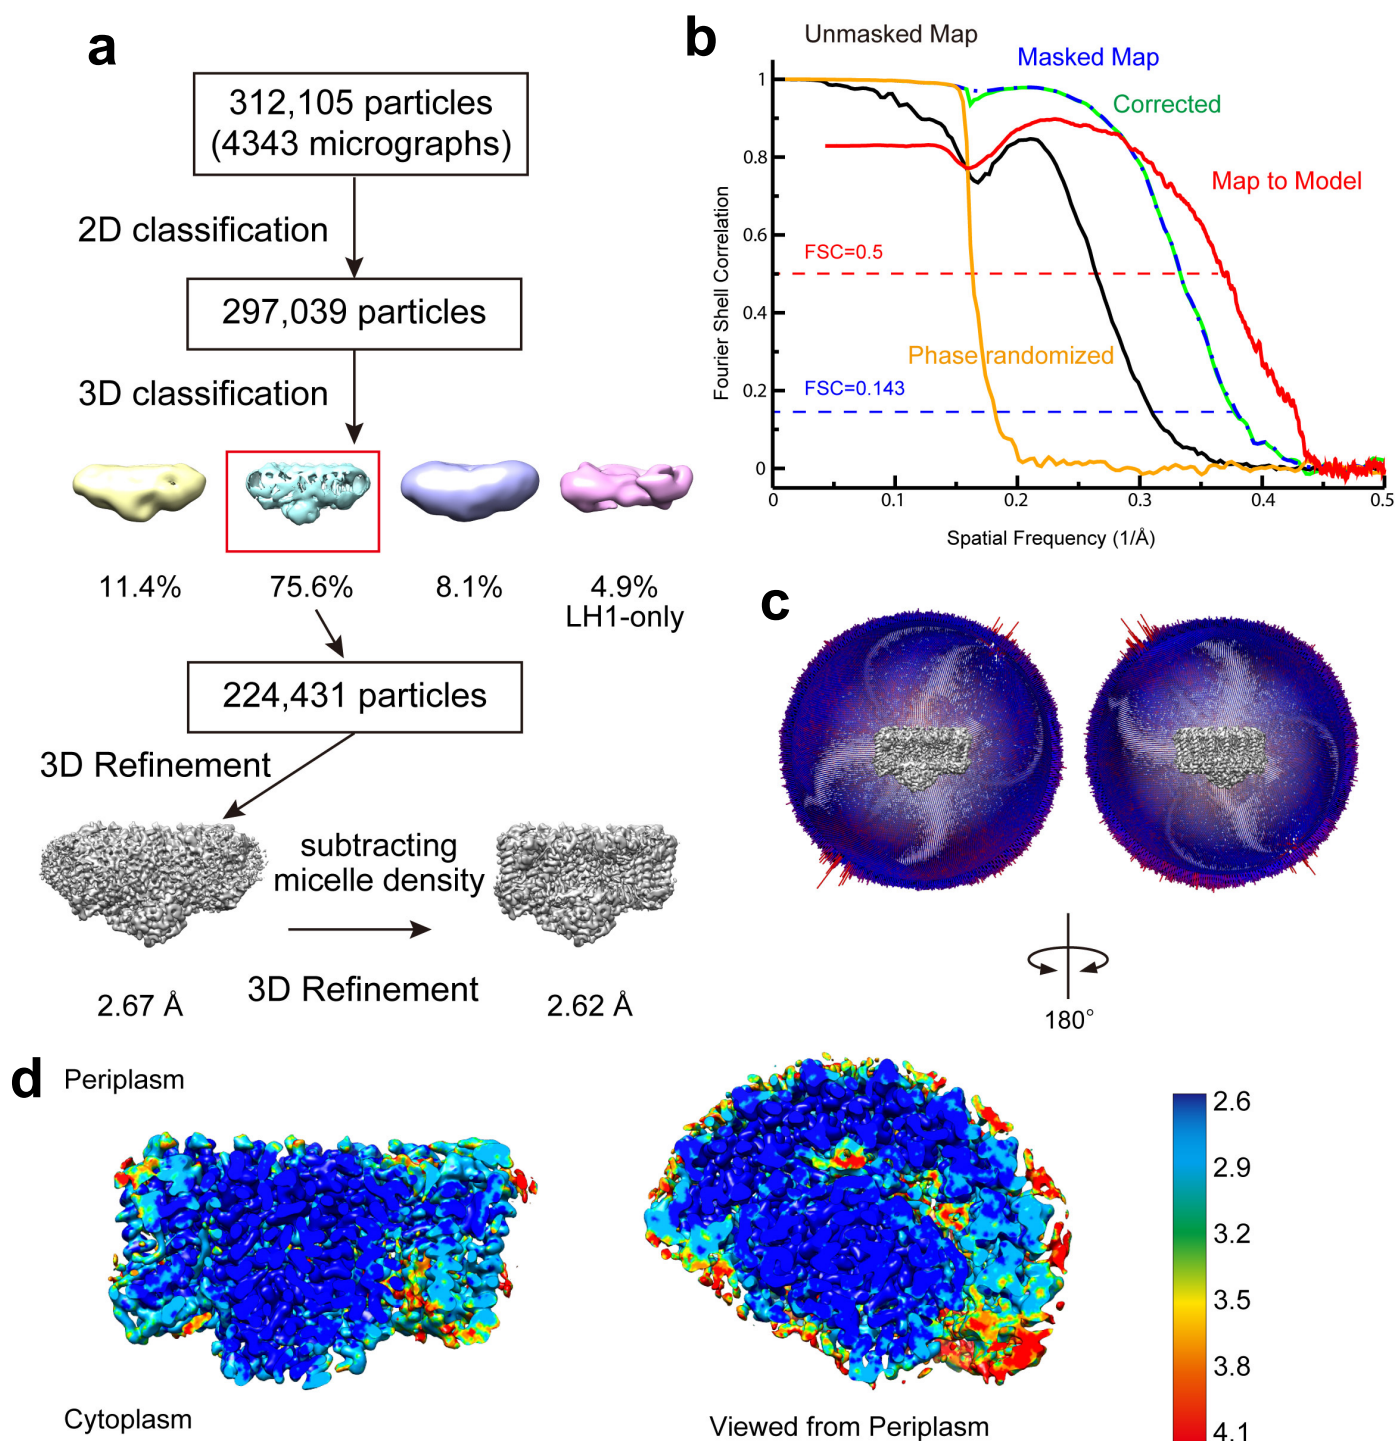 a
312,105 particles
(4343 micrographs)
2D classification
297,039 particles
3D classification
11.4%
75.6%
8.1%
4.9%
LH1-only
224,431 particles
3D Refinement
subtracting
micelle density
3D Refinement
2.67 Å
2.62 Å
b
Unmasked Map
Masked Map
Corrected
Map to Model
FSC=0.5
Phase randomized
FSC=0.143
Fourier Shell Correlation
1
0.8
0.6
0.4
0.2
0
0
0.1
0.2
0.3
0.4
0.5
Spatial Frequency (1/Å)
c
180°
d
Periplasm
Cytoplasm
Viewed from Periplasm
2.6
2.9
3.2
3.5
3.8
4.1